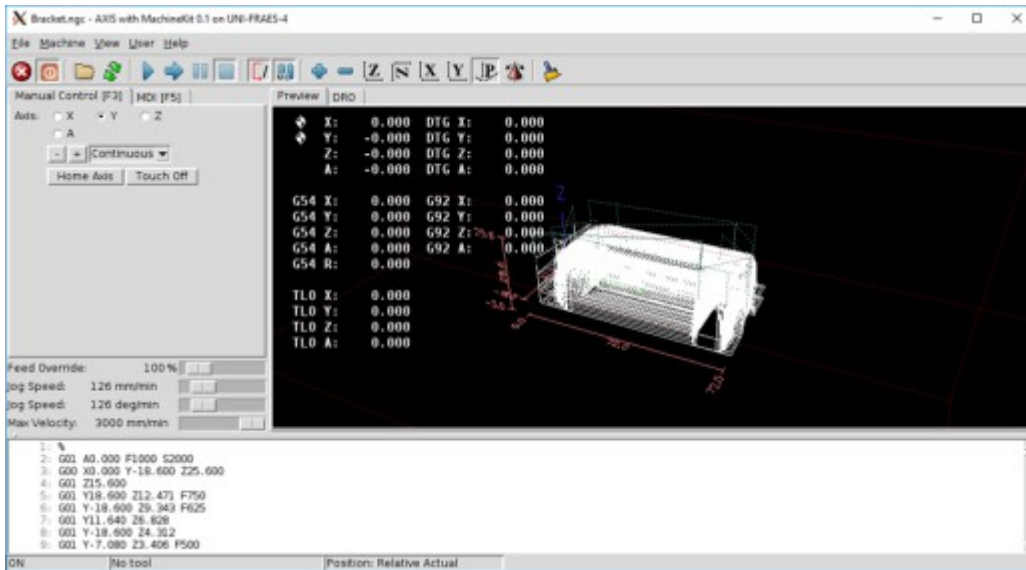 Bracket.ngc - AXIS with MachineKit 0.1 on UNI-FRAES-4
File Machine View User Help
Z N X Y P
Manual Control [F3] MDI [F5] Preview DRO
Axis: X Y Z
A
- + Continuous
Home Axis Touch Off
X: 0.000 DTG X: 0.000
Y: -0.000 DTG Y: 0.000
Z: -0.000 DTG Z: 0.000
A: -0.000 DTG A: 0.000
G54 X: 0.000 G92 X: 0.000
G54 Y: 0.000 G92 Y: 0.000
G54 Z: 0.000 G92 Z: 0.000
G54 A: 0.000 G92 A: 0.000
G54 R: 0.000
TLO X: 0.000
TLO Y: 0.000
TLO Z: 0.000
TLO A: 0.000
Z
Feed Override: 100 %
Jog Speed: 126 mm/min
Jog Speed: 126 deg/min
Max Velocity: 3000 mm/min
1: %
2: G01 A0.000 F1000 S2000
3: G00 X0.000 Y-18.600 Z25.600
4: G01 Z15.600
5: G01 Y18.600 Z12.471 F750
6: G01 Y-18.600 Z9.343 F625
7: G01 Y11.640 Z6.828
8: G01 Y-18.600 Z4.312
9: G01 Y-7.080 Z3.406 F500
ON No tool Position: Relative Actual